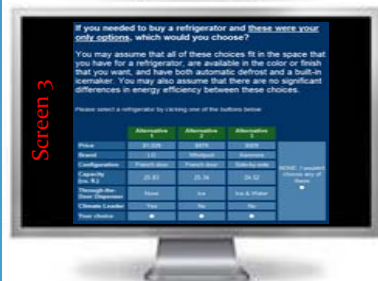 Screen 3
If you needed to buy a refrigerator and these were your
only options, which would you choose?
You may assume that all of these choices fit in the space that
you have for a refrigerator, are available in the color or finish
that you want, and have both automatic defrost and a built-in
icemaker. You may also assume that there are no significant
differences in energy efficiency between these choices.
Please select a refrigerator by clicking one of the buttons below
Alternative 1 Alternative 2 Alternative 3
Price
Brand LG Whirlpool Kenmore
Configuration French door French door Side-by-side
Capacity (cu. ft.) 25.83
Through-the-Door Dispenser None Ice Ice & Water
Climate Leader Yes No No
Your choice
NONE: I wouldn't choose any of these